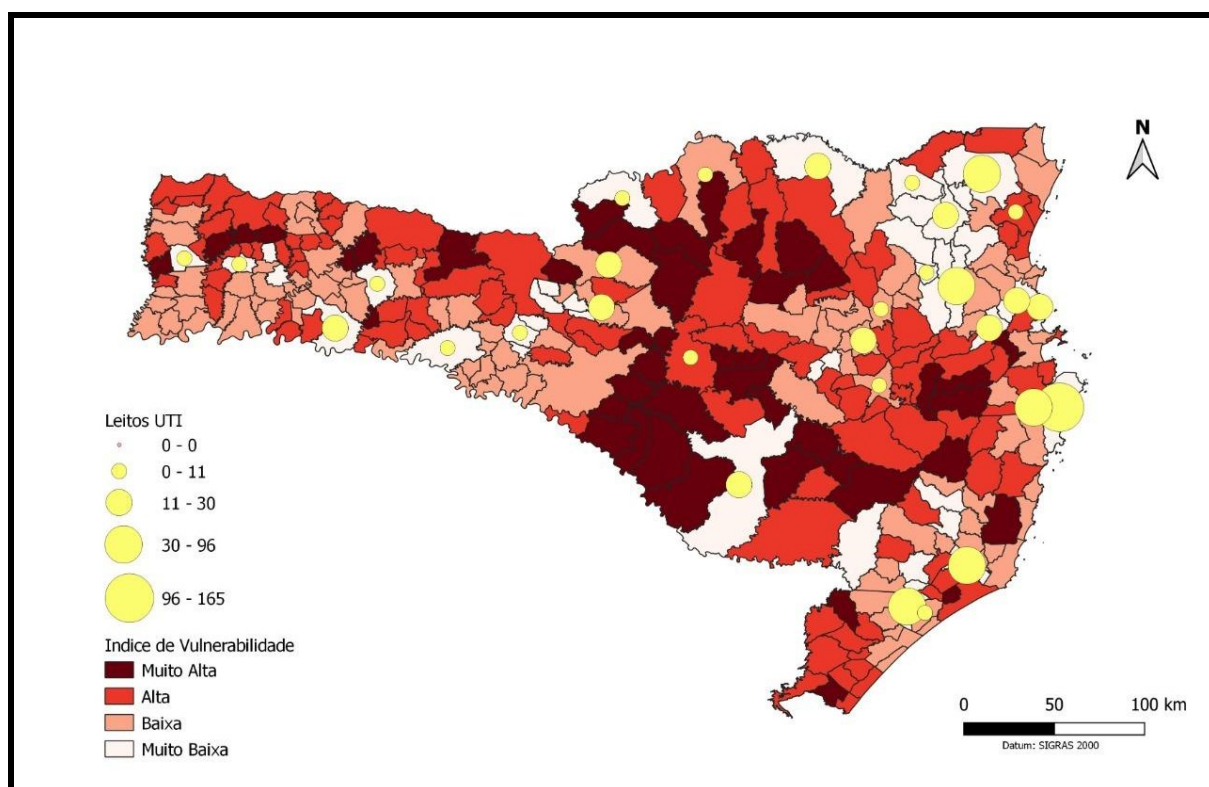 N
Leitos UTI
0 - 0
0 - 11
11 - 30
30 - 96
96 - 165
Indice de Vulnerabilidade
Muito Alta
Alta
Baixa
Muito Baixa
0 50 100 km
Datum: SIGRAS 2000